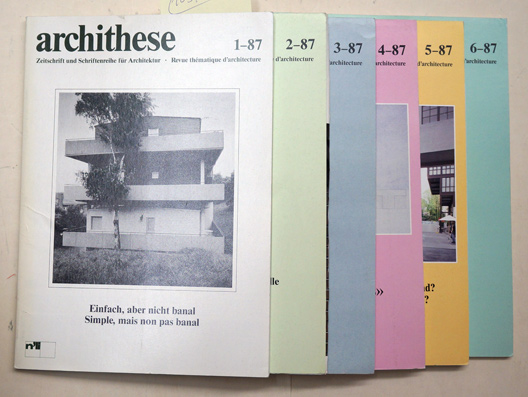 archithese
1–87
Zeitschrift und Schriftenreihe für Architektur · Revue thématique d'architecture
Einfach, aber nicht banal
Simple, mais non pas banal
2–87
d'architecture
3–87
d'architecture
4–87
architecture
5–87
architecture
6–87
d'architecture